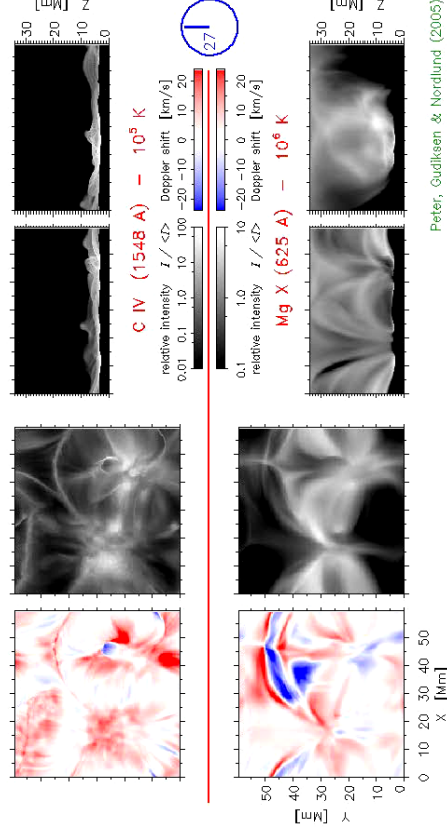 Z [Mm]
30
20
10
0
C IV (1548 A) – 10⁵ K
relative intensity I / <I>
0.01 0.1 1.0 10 100
Doppler shift [km/s]
−20 −10 0 10 20
27
relative intensity I / <I>
0.1 1.0 10
Doppler shift [km/s]
−20 −10 0 10 20
Mg X (625 A) – 10⁶ K
Y [Mm]
50
40
30
20
10
0
0 10 20 30 40 50
X [Mm]
Z [Mm]
30
20
10
0
Peter, Gudiksen & Nordlund (2005)